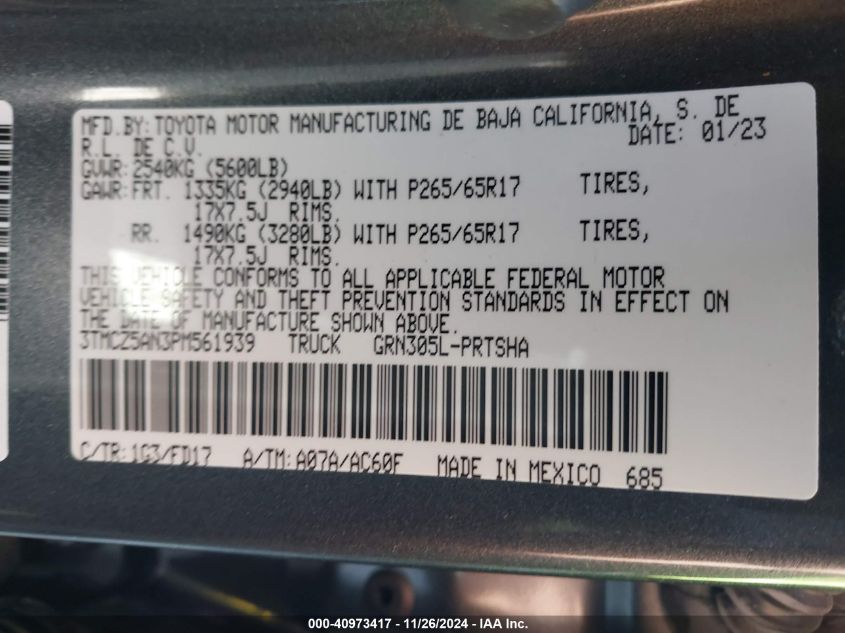 MFD.BY:TOYOTA MOTOR MANUFACTURING DE BAJA CALIFORNIA, S. DE
R.L. DE C.V. DATE: 01/23
GVWR:2540KG (5600LB)
GAWR:FRT. 1335KG (2940LB) WITH P265/65R17 TIRES,
17X7.5J RIMS.
RR. 1490KG (3280LB) WITH P265/65R17 TIRES,
17X7.5J RIMS.
THIS VEHICLE CONFORMS TO ALL APPLICABLE FEDERAL MOTOR
VEHICLE SAFETY AND THEFT PREVENTION STANDARDS IN EFFECT ON
THE DATE OF MANUFACTURE SHOWN ABOVE.
3TMCZ5AN3PM561939 TRUCK GRN305L-PRTSHA
C/TR:1G3/FD17 A/TM:A07A/AC60F MADE IN MEXICO 685
000-40973417 - 11/26/2024 - IAA Inc.